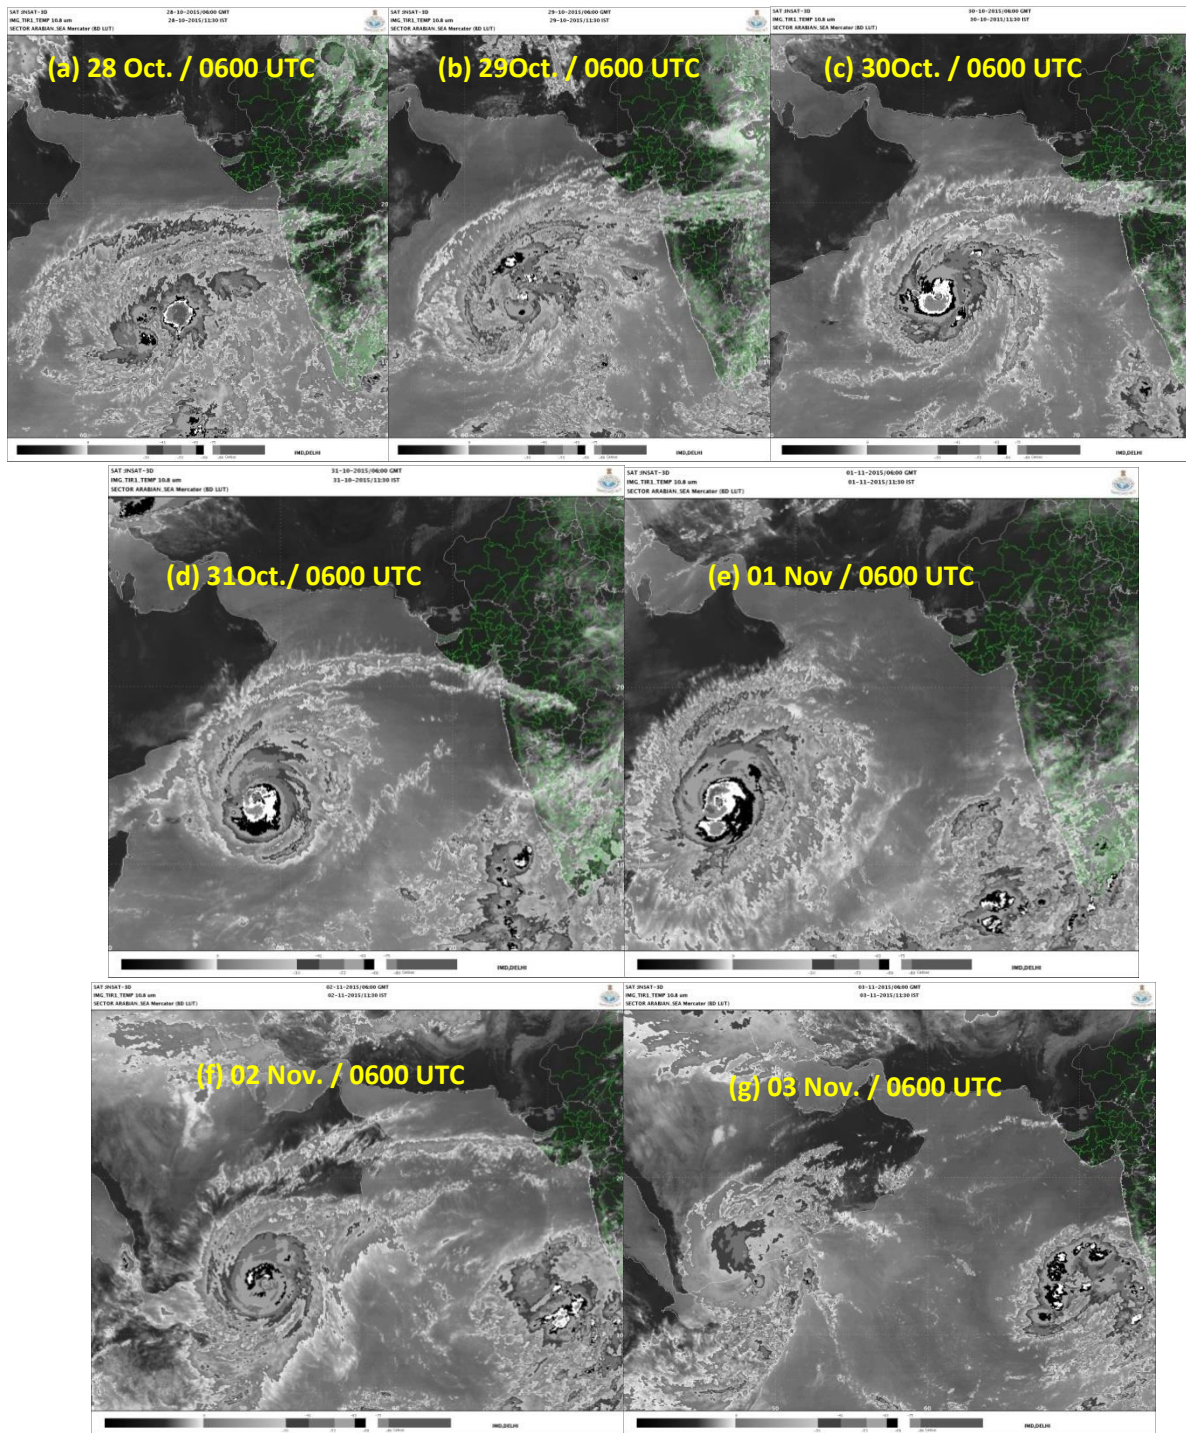 SAT :INSAT-3D
IMG_TIR1_TEMP 10.8 um
SECTOR ARABIAN_SEA Mercator (BD LUT)
28-10-2015/06:00 GMT
28-10-2015/11:30 IST
(a) 28 Oct. / 0600 UTC
IMD,DELHI
SAT :INSAT-3D
IMG_TIR1_TEMP 10.8 um
SECTOR ARABIAN_SEA Mercator (BD LUT)
29-10-2015/06:00 GMT
29-10-2015/11:30 IST
(b) 29Oct. / 0600 UTC
IMD,DELHI
SAT :INSAT-3D
IMG_TIR1_TEMP 10.8 um
SECTOR ARABIAN_SEA Mercator (BD LUT)
30-10-2015/06:00 GMT
30-10-2015/11:30 IST
(c) 30Oct. / 0600 UTC
IMD,DELHI
SAT :INSAT-3D
IMG_TIR1_TEMP 10.8 um
SECTOR ARABIAN_SEA Mercator (BD LUT)
31-10-2015/06:00 GMT
31-10-2015/11:30 IST
(d) 31Oct./ 0600 UTC
IMD,DELHI
SAT :INSAT-3D
IMG_TIR1_TEMP 10.8 um
SECTOR ARABIAN_SEA Mercator (BD LUT)
01-11-2015/06:00 GMT
01-11-2015/11:30 IST
(e) 01 Nov / 0600 UTC
IMD,DELHI
SAT :INSAT-3D
IMG_TIR1_TEMP 10.8 um
SECTOR ARABIAN_SEA Mercator (BD LUT)
02-11-2015/06:00 GMT
02-11-2015/11:30 IST
(f) 02 Nov. / 0600 UTC
IMD,DELHI
SAT :INSAT-3D
IMG_TIR1_TEMP 10.8 um
SECTOR ARABIAN_SEA Mercator (BD LUT)
03-11-2015/06:00 GMT
03-11-2015/11:30 IST
(g) 03 Nov. / 0600 UTC
IMD,DELHI